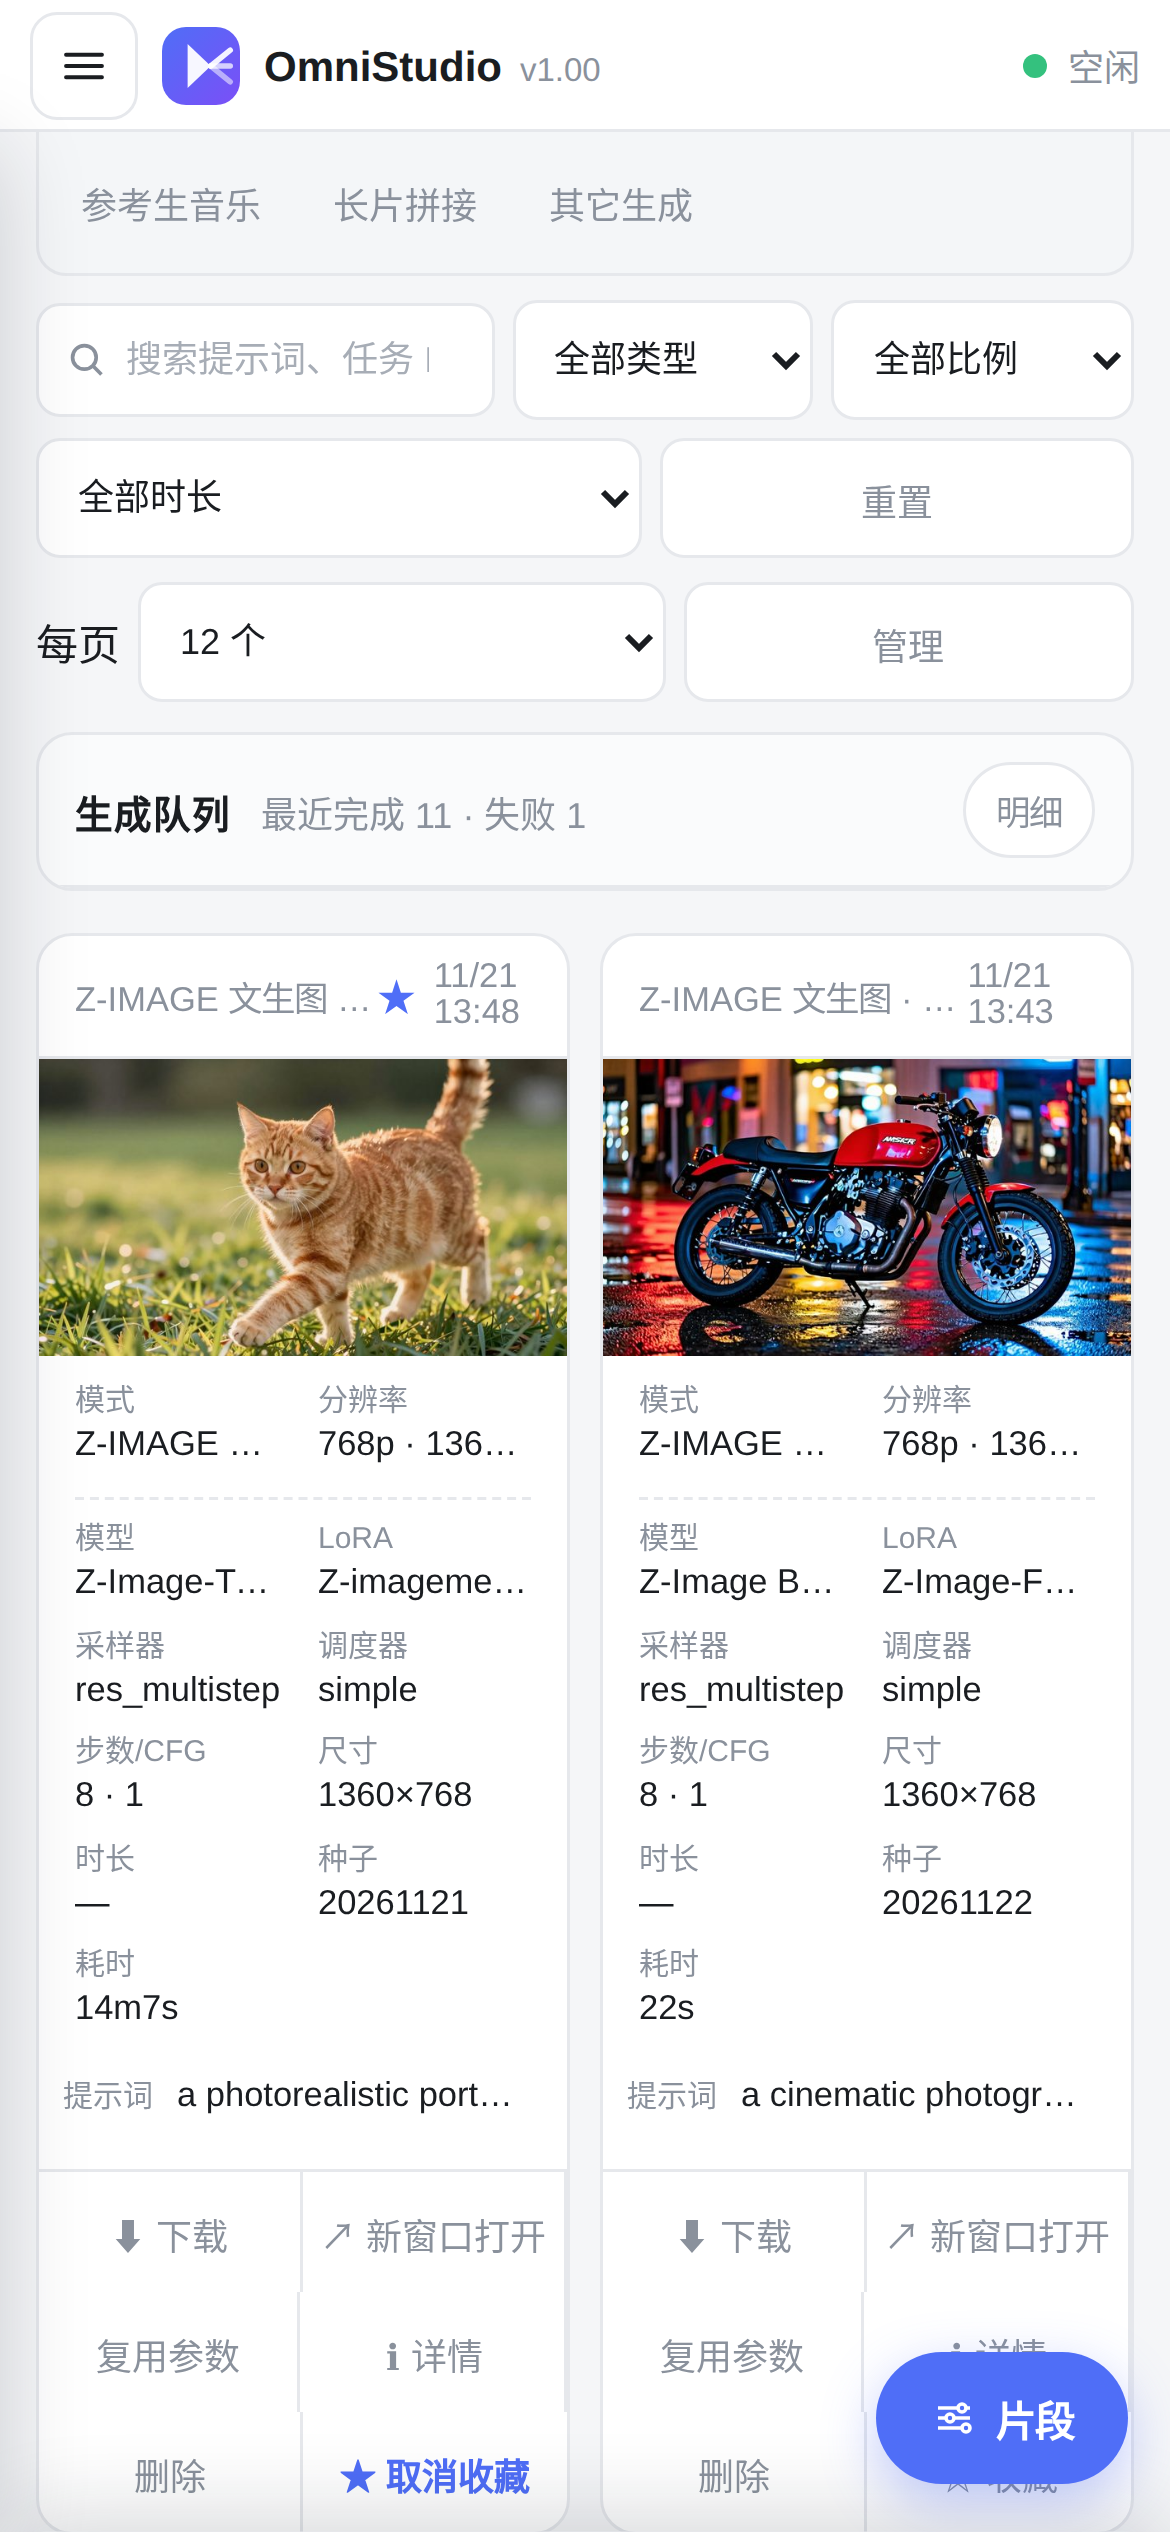 OmniStudio v1.00 空闲
参考生音乐 长片拼接 其它生成
搜索提示词、任务 全部类型 全部比例
全部时长 重置
每页 12 个 管理
生成队列 最近完成 11 · 失败 1 明细
Z-IMAGE 文生图 …★ 11/21 13:48
Z-IMAGE 文生图 · … 11/21 13:43
模式 分辨率
Z-IMAGE … 768p · 136…
模型 LoRA
Z-Image-T… Z-imageme…
采样器 调度器
res_multistep simple
步数/CFG 尺寸
8 · 1 1360×768
时长 种子
— 20261121
耗时
14m7s
提示词 a photorealistic port…
⬇ 下载 ↗ 新窗口打开
复用参数 ℹ 详情
删除 ★ 取消收藏
模式 分辨率
Z-IMAGE … 768p · 136…
模型 LoRA
Z-Image B… Z-Image-F…
采样器 调度器
res_multistep simple
步数/CFG 尺寸
8 · 1 1360×768
时长 种子
— 20261122
耗时
22s
提示词 a cinematic photogr…
⬇ 下载 ↗ 新窗口打开
复用参数
删除
片段